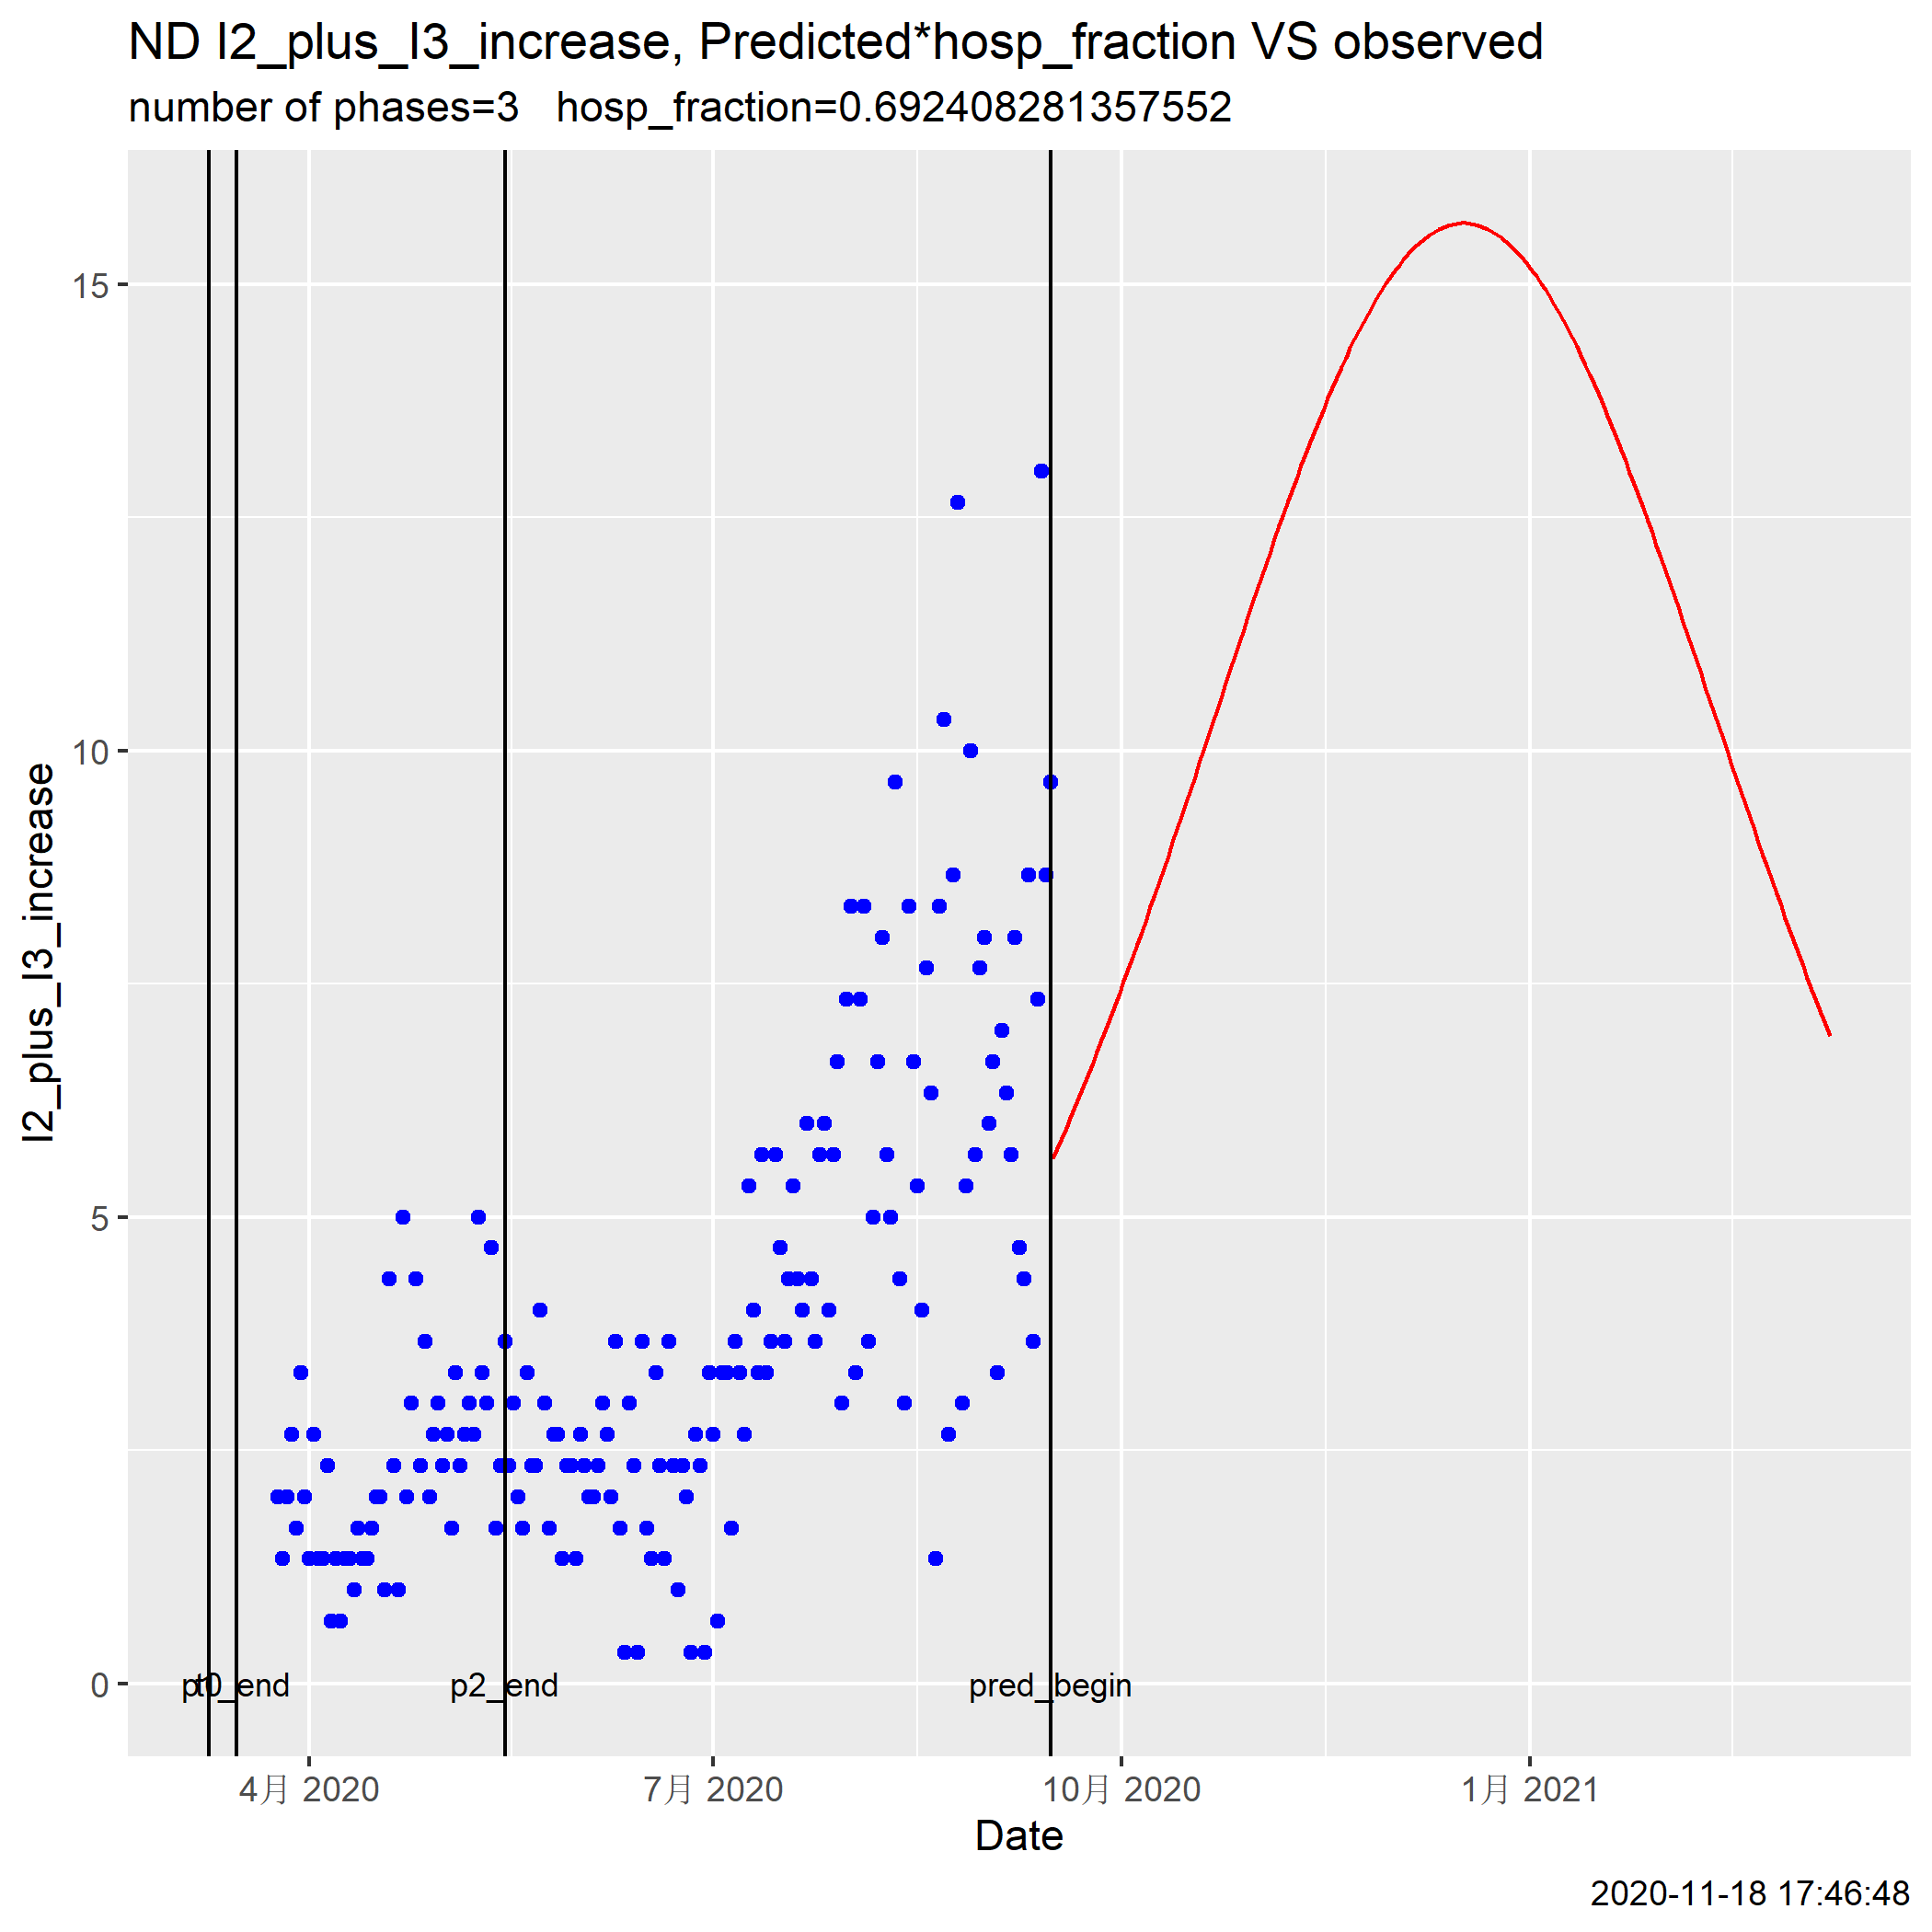 ND I2_plus_I3_increase, Predicted*hosp_fraction VS observed
number of phases=3   hosp_fraction=0.692408281357552
I2_plus_I3_increase
15
10
5
0
p2_end
pred_begin
4月 2020
7月 2020
10月 2020
1月 2021
Date
2020-11-18 17:46:48